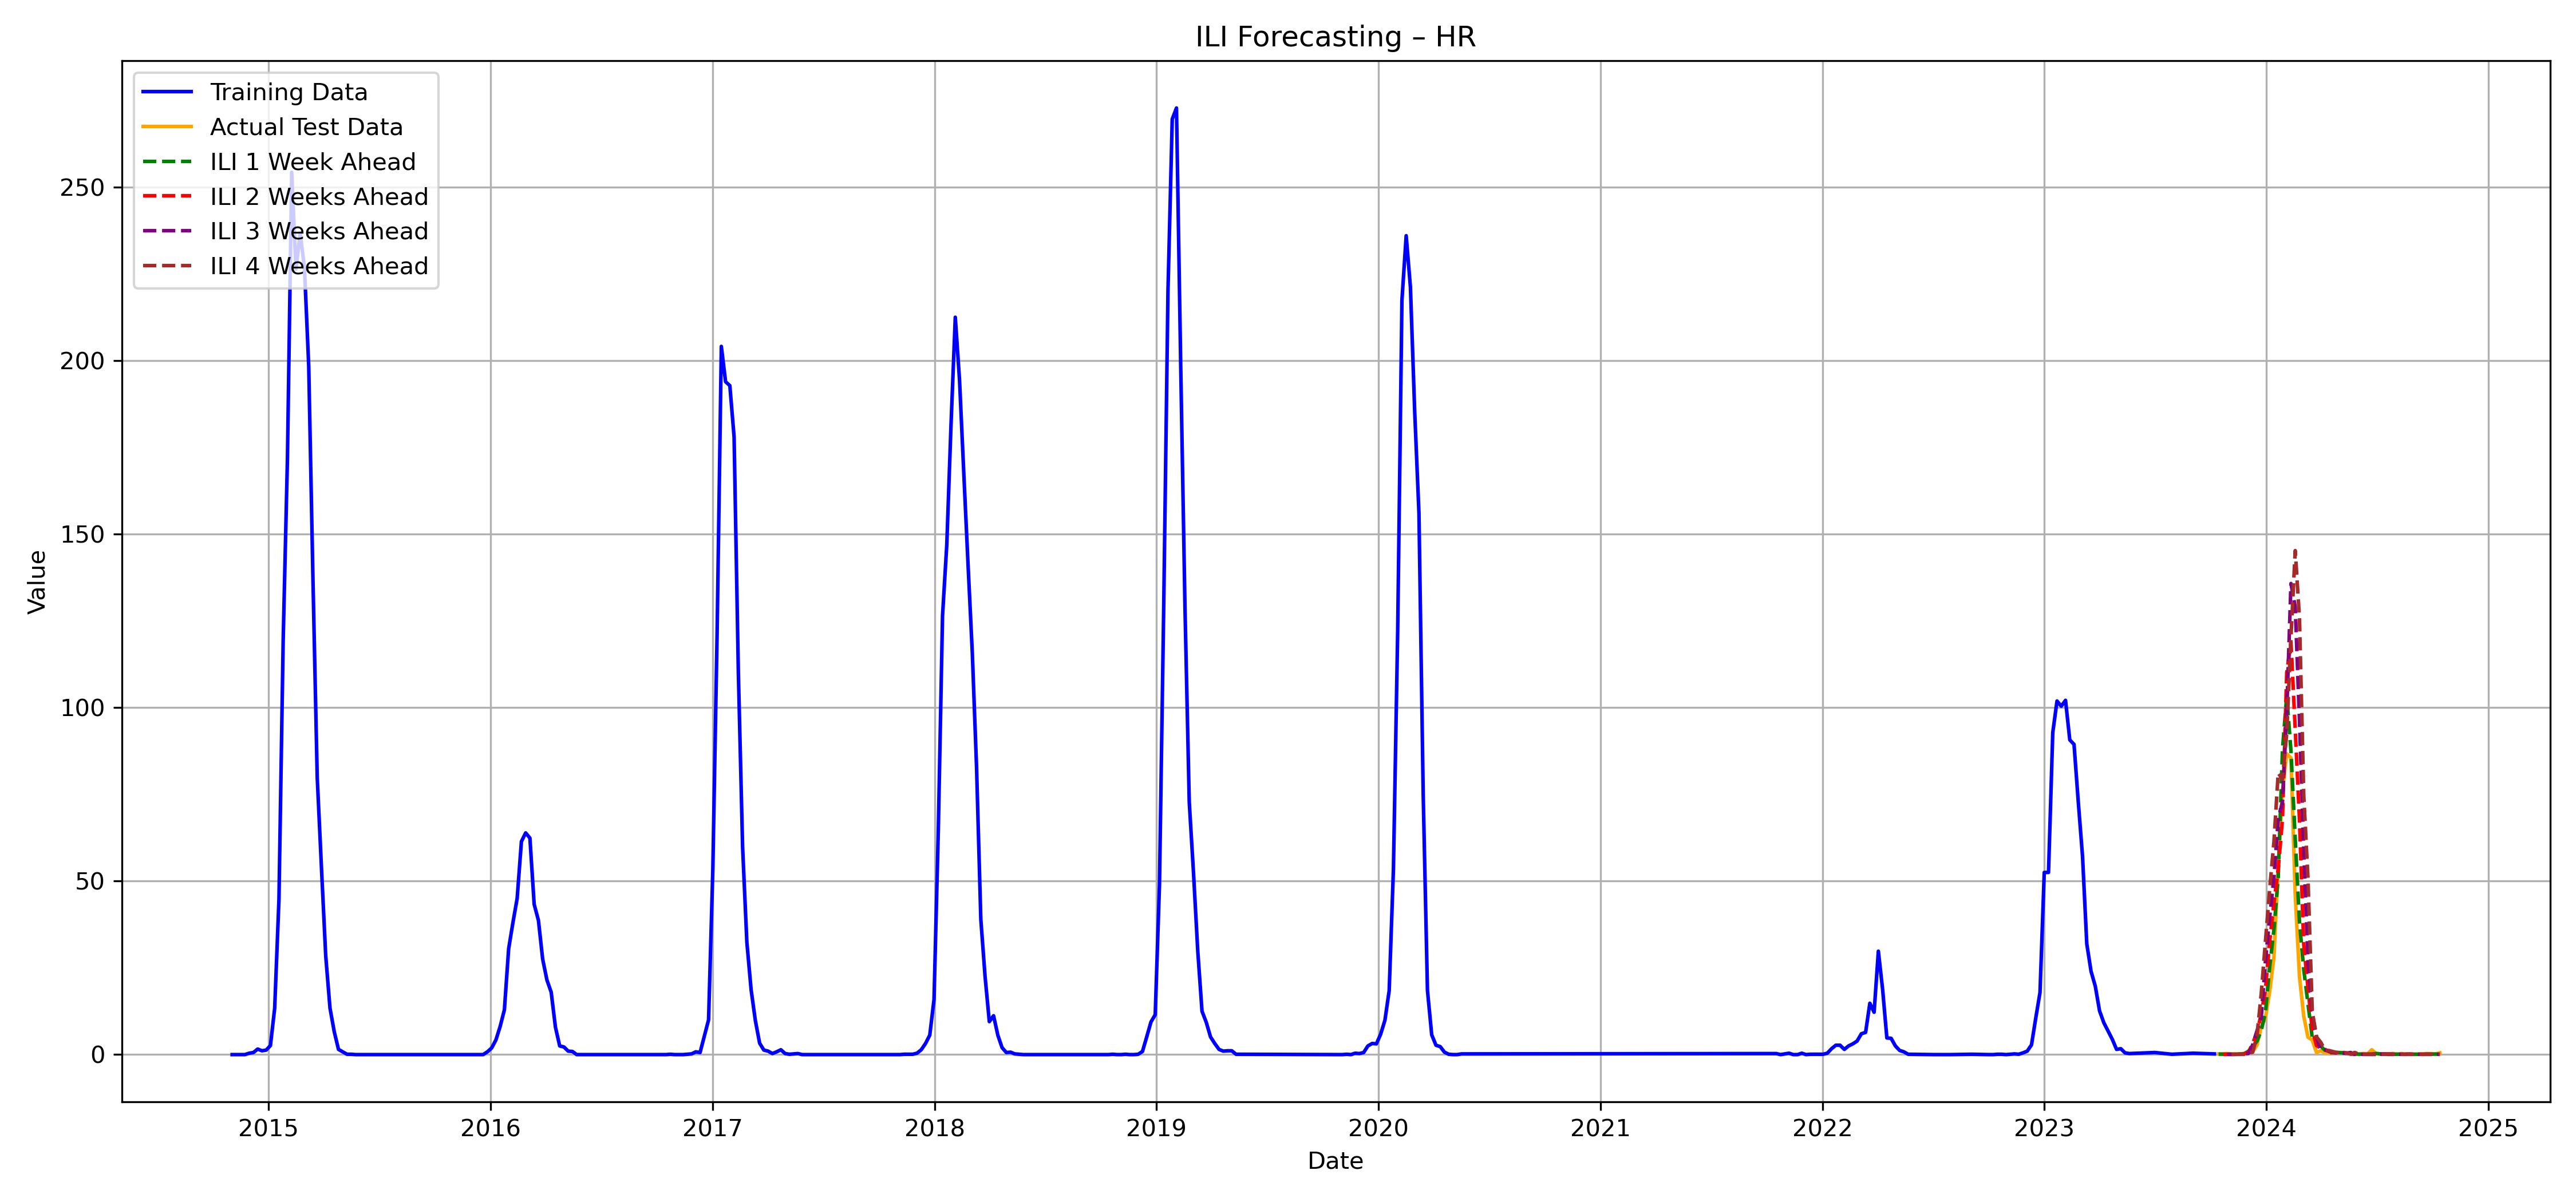 ILI Forecasting – HR
Training Data
Actual Test Data
ILI 1 Week Ahead
ILI 2 Weeks Ahead
ILI 3 Weeks Ahead
ILI 4 Weeks Ahead
Value
250
200
150
100
50
0
2015 2016 2017 2018 2019 2020 2021 2022 2023 2024 2025
Date